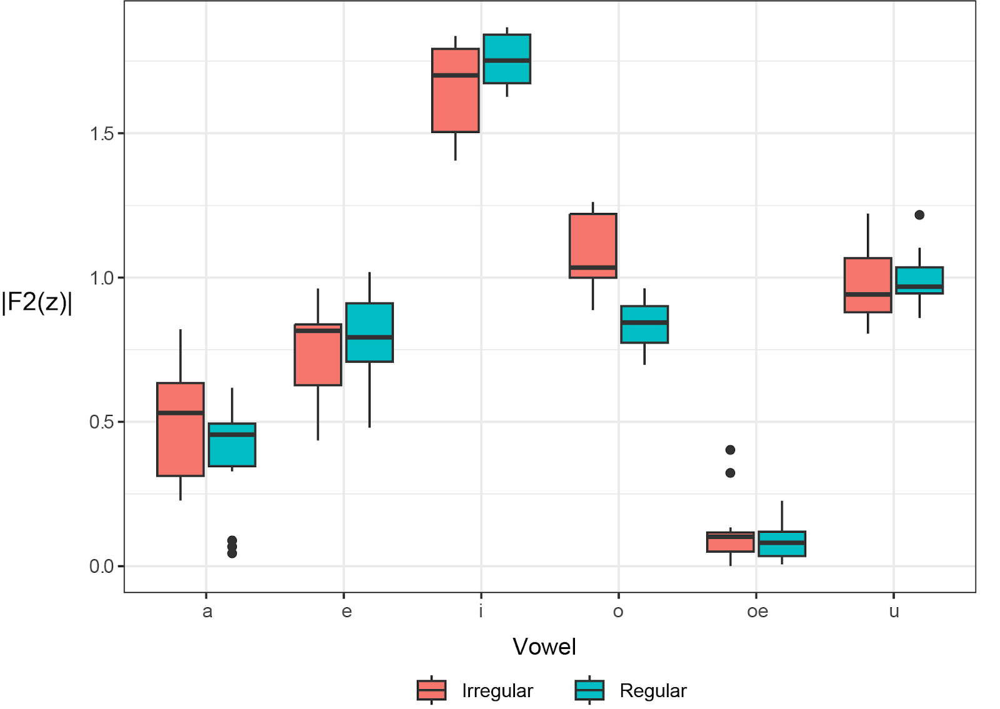 1.5
1.0
|F2(z)|
0.5
0.0
a e i o oe u
Vowel
Irregular Regular